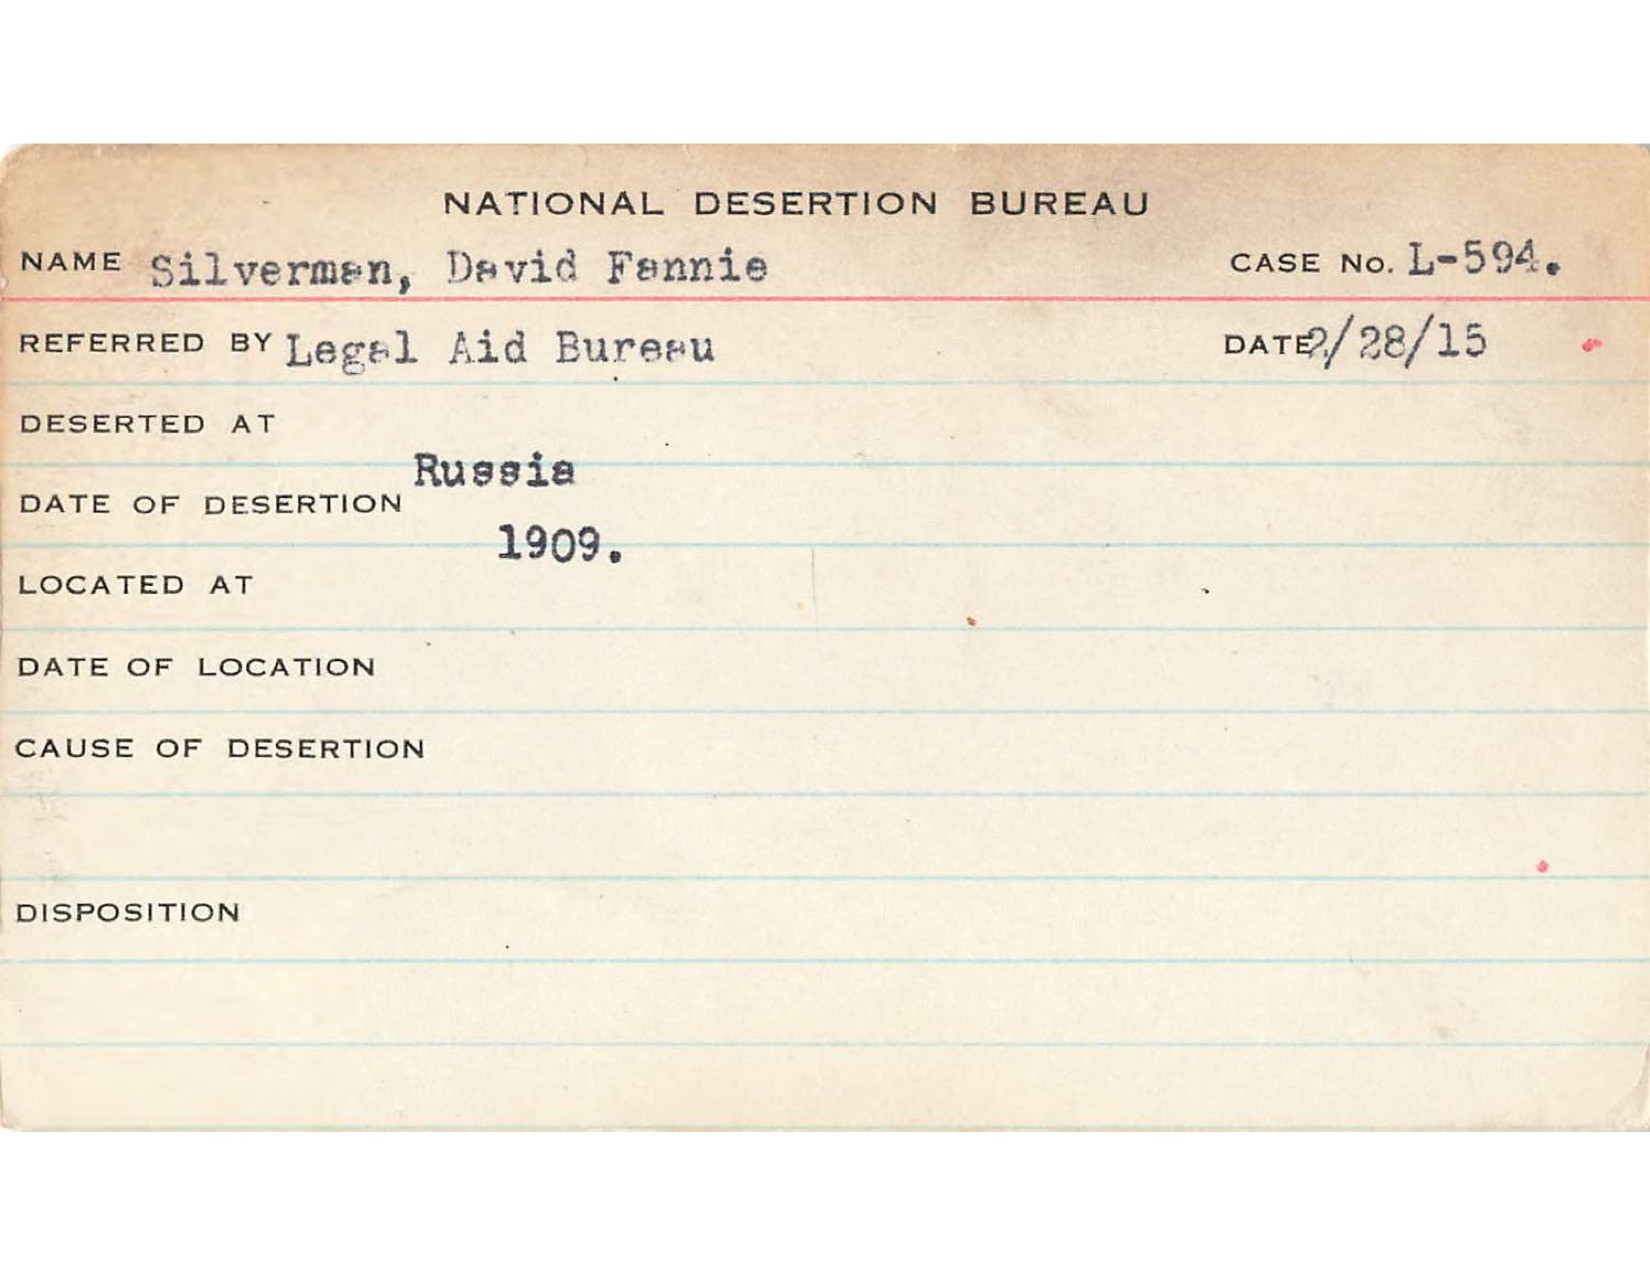 NATIONAL DESERTION BUREAU
NAME Silverman, David Fannie CASE No. L-594.
REFERRED BY Legal Aid Bureau DATE 2/28/15
DESERTED AT
Russia
DATE OF DESERTION
1909.
LOCATED AT
DATE OF LOCATION
CAUSE OF DESERTION
DISPOSITION